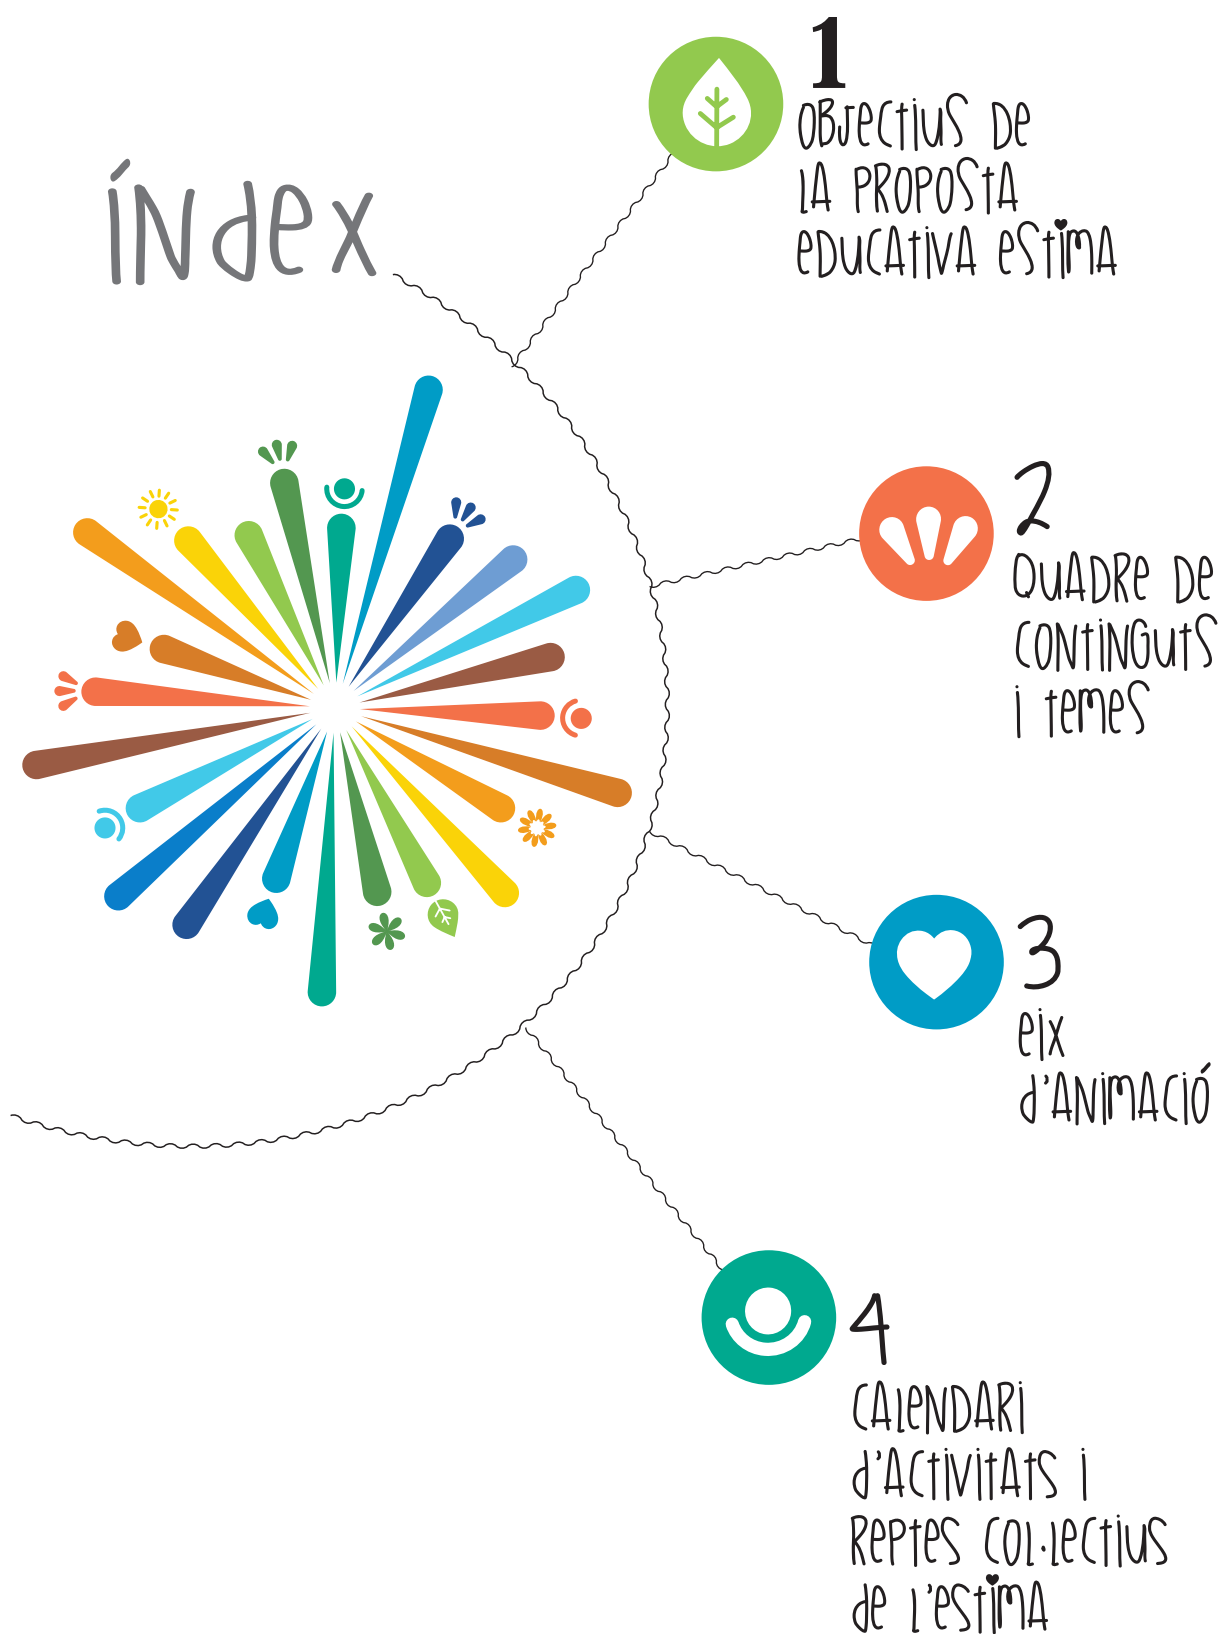 índex
1
OBJectius de
LA PROPOSTA
educativa estima
2
Quadre de
continguts
i temes
3
eix
d'animació
4
Calendari
d'activitats i
reptes col·lectius
de l'estima